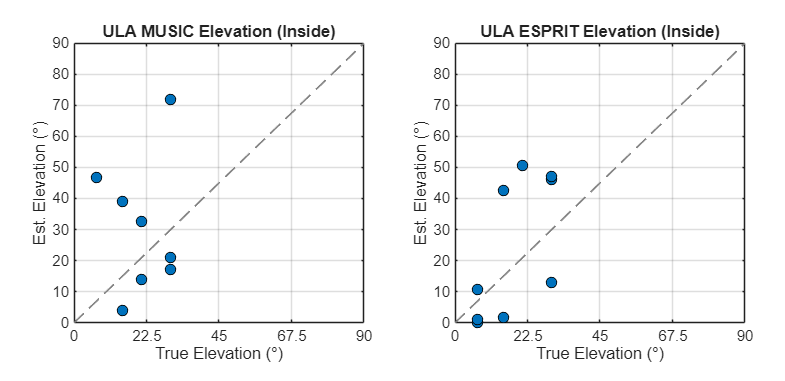 ULA MUSIC Elevation (Inside)
90
80
70
60
50
40
30
20
10
0
Est. Elevation (°)
0 22.5 45 67.5 90
True Elevation (°)
ULA ESPRIT Elevation (Inside)
90
80
70
60
50
40
30
20
10
0
Est. Elevation (°)
0 22.5 45 67.5 90
True Elevation (°)